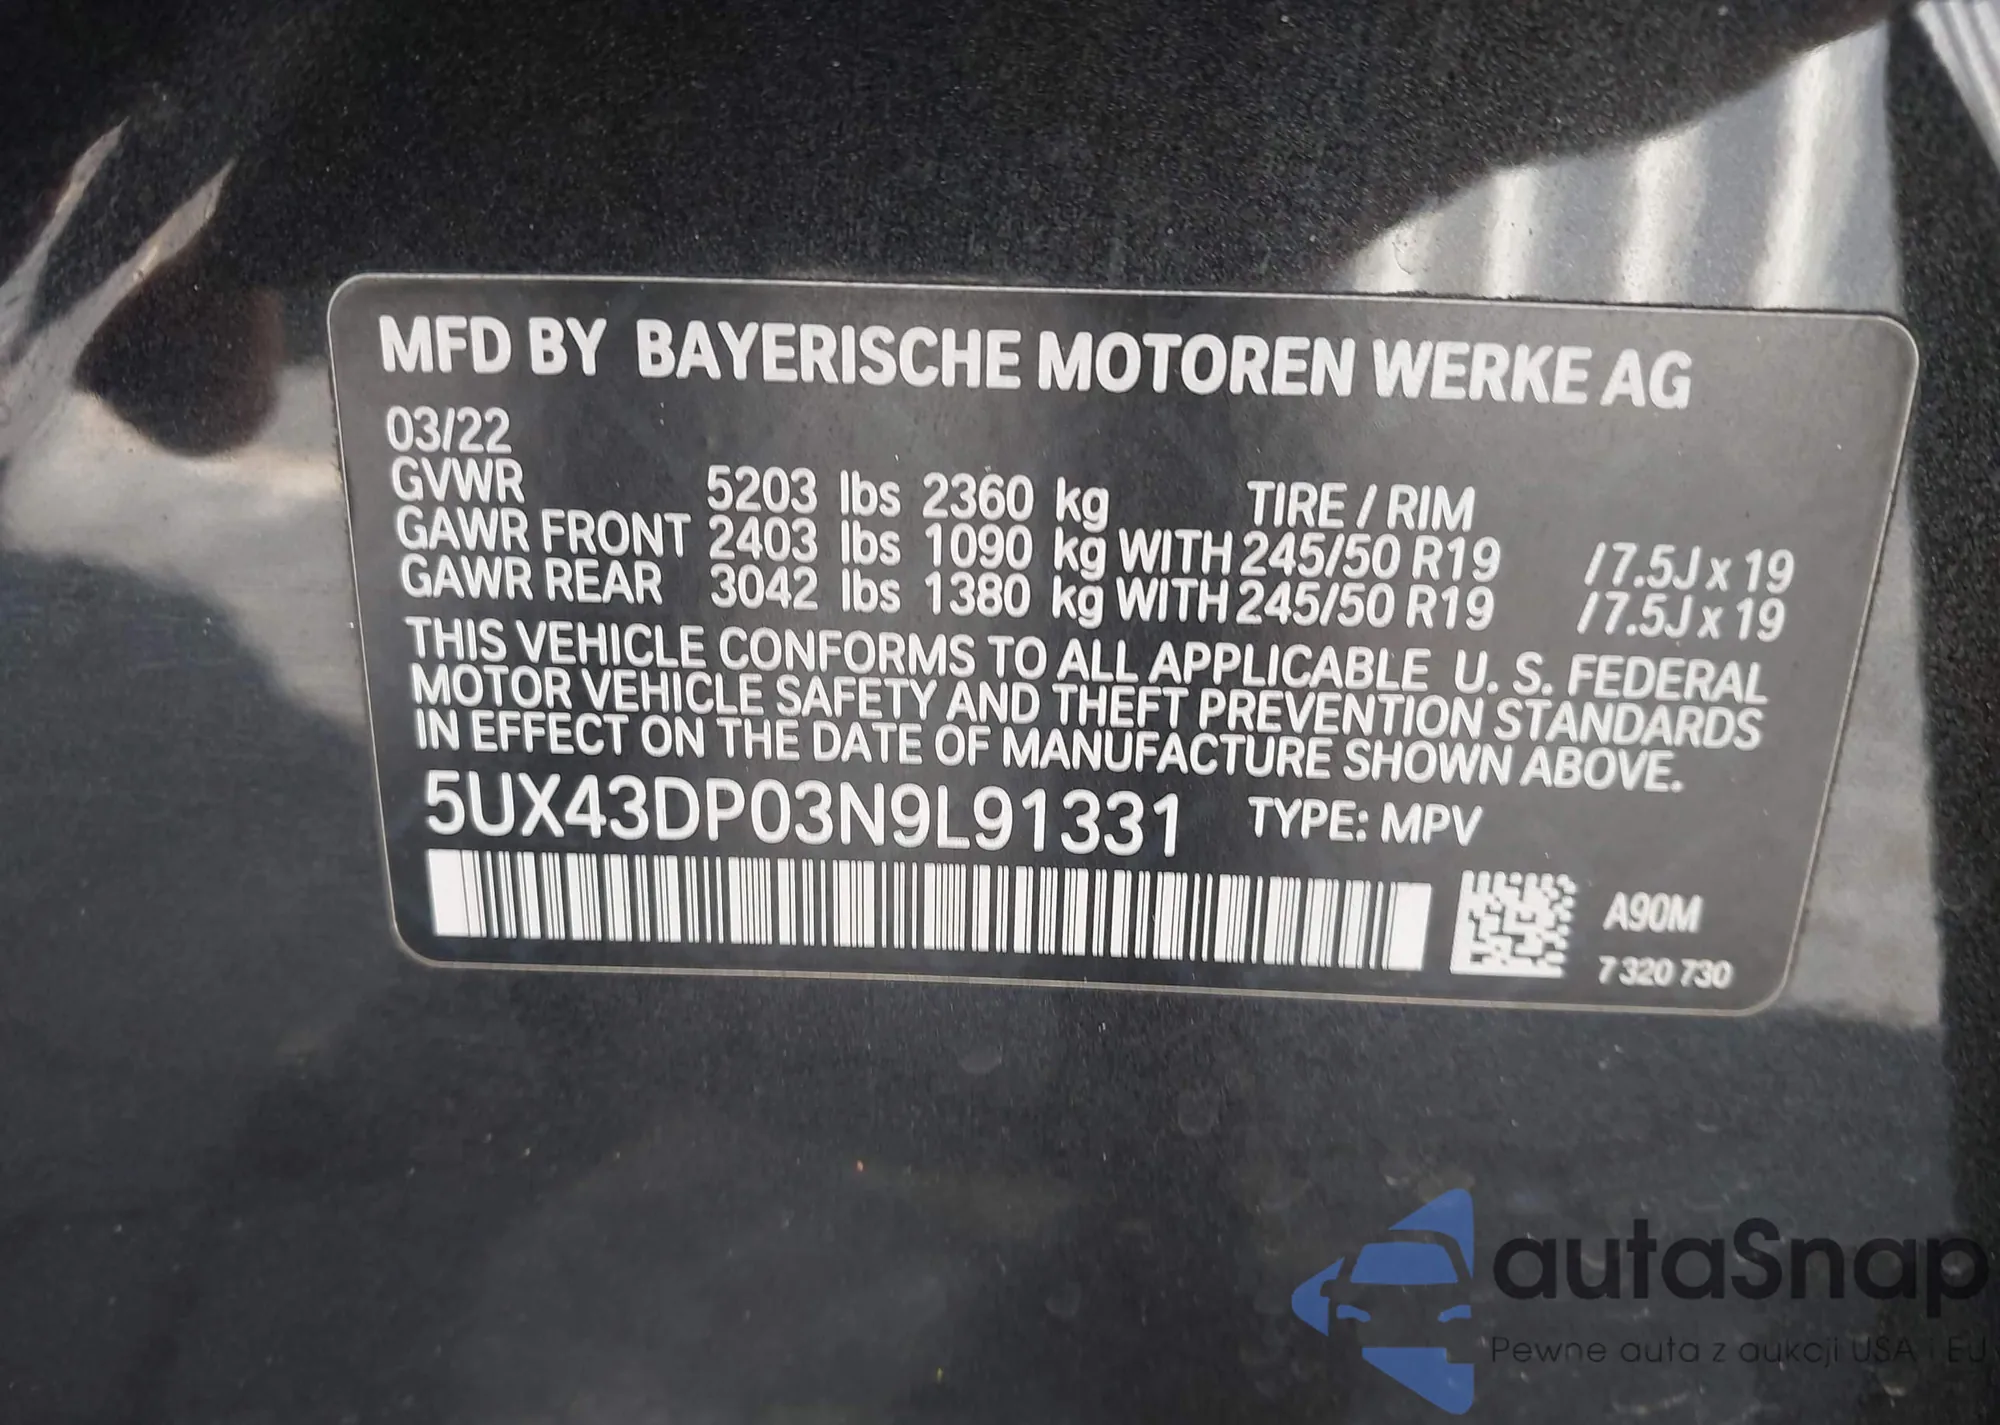 MFD BY BAYERISCHE MOTOREN WERKE AG
03/22
GVWR 5203 lbs 2360 kg TIRE / RIM
GAWR FRONT 2403 lbs 1090 kg WITH 245/50 R19 /7.5J x 19
GAWR REAR 3042 lbs 1380 kg WITH 245/50 R19 /7.5J x 19
THIS VEHICLE CONFORMS TO ALL APPLICABLE U. S. FEDERAL
MOTOR VEHICLE SAFETY AND THEFT PREVENTION STANDARDS
IN EFFECT ON THE DATE OF MANUFACTURE SHOWN ABOVE.
5UX43DP03N9L91331 TYPE: MPV
A90M
7 320 730
autaSnap
Pewne auta z aukcji USA i EU